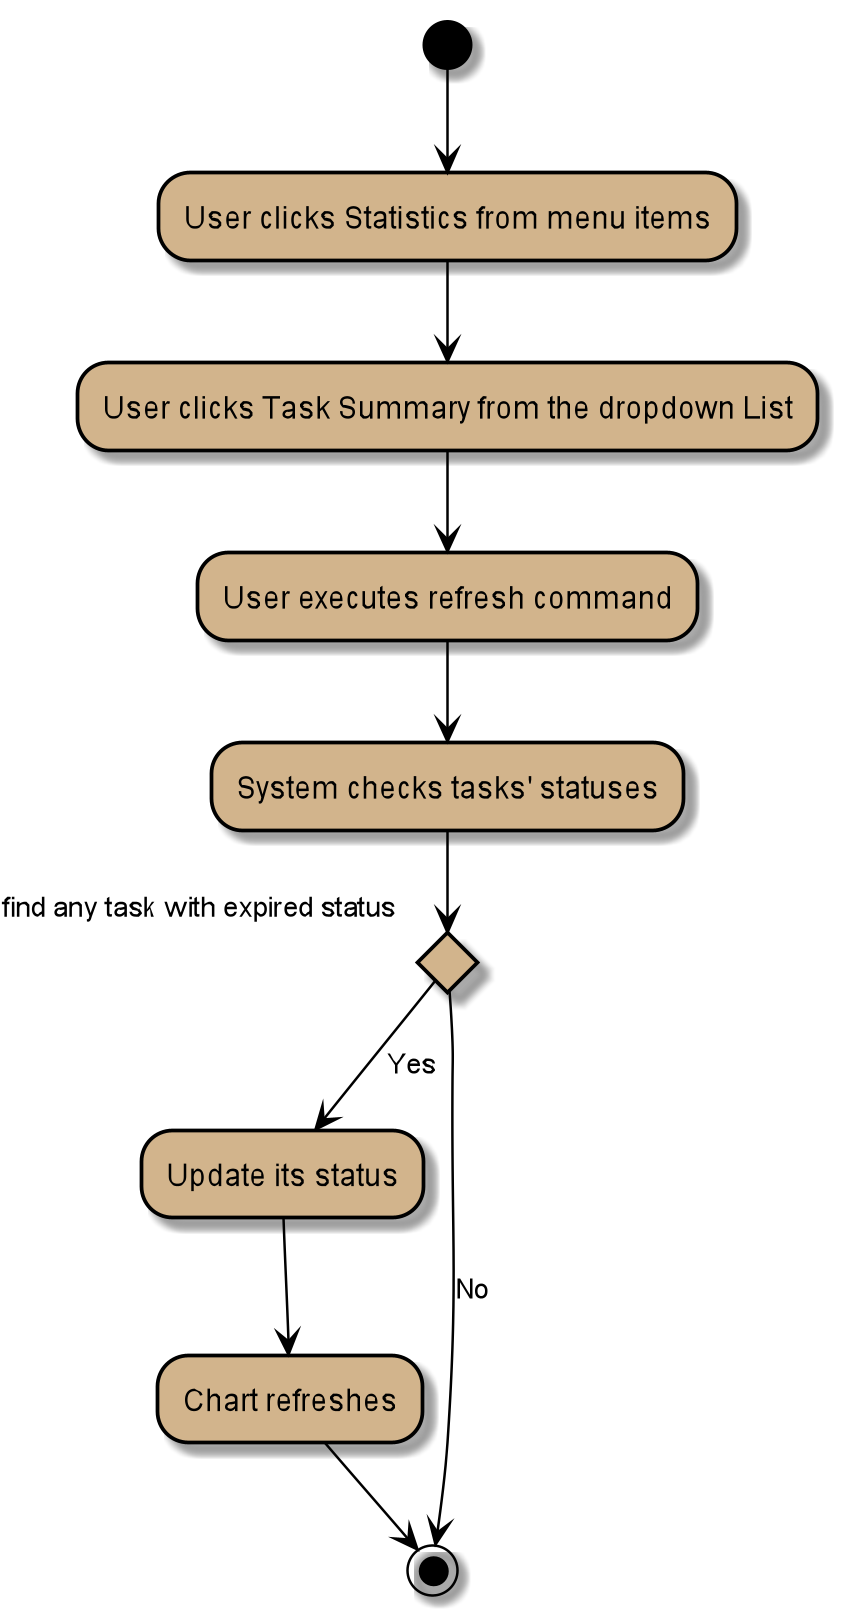 User clicks Statistics from menu items
User clicks Task Summary from the dropdown List
User executes refresh command
System checks tasks' statuses
find any task with expired status
Yes
Update its status
No
Chart refreshes